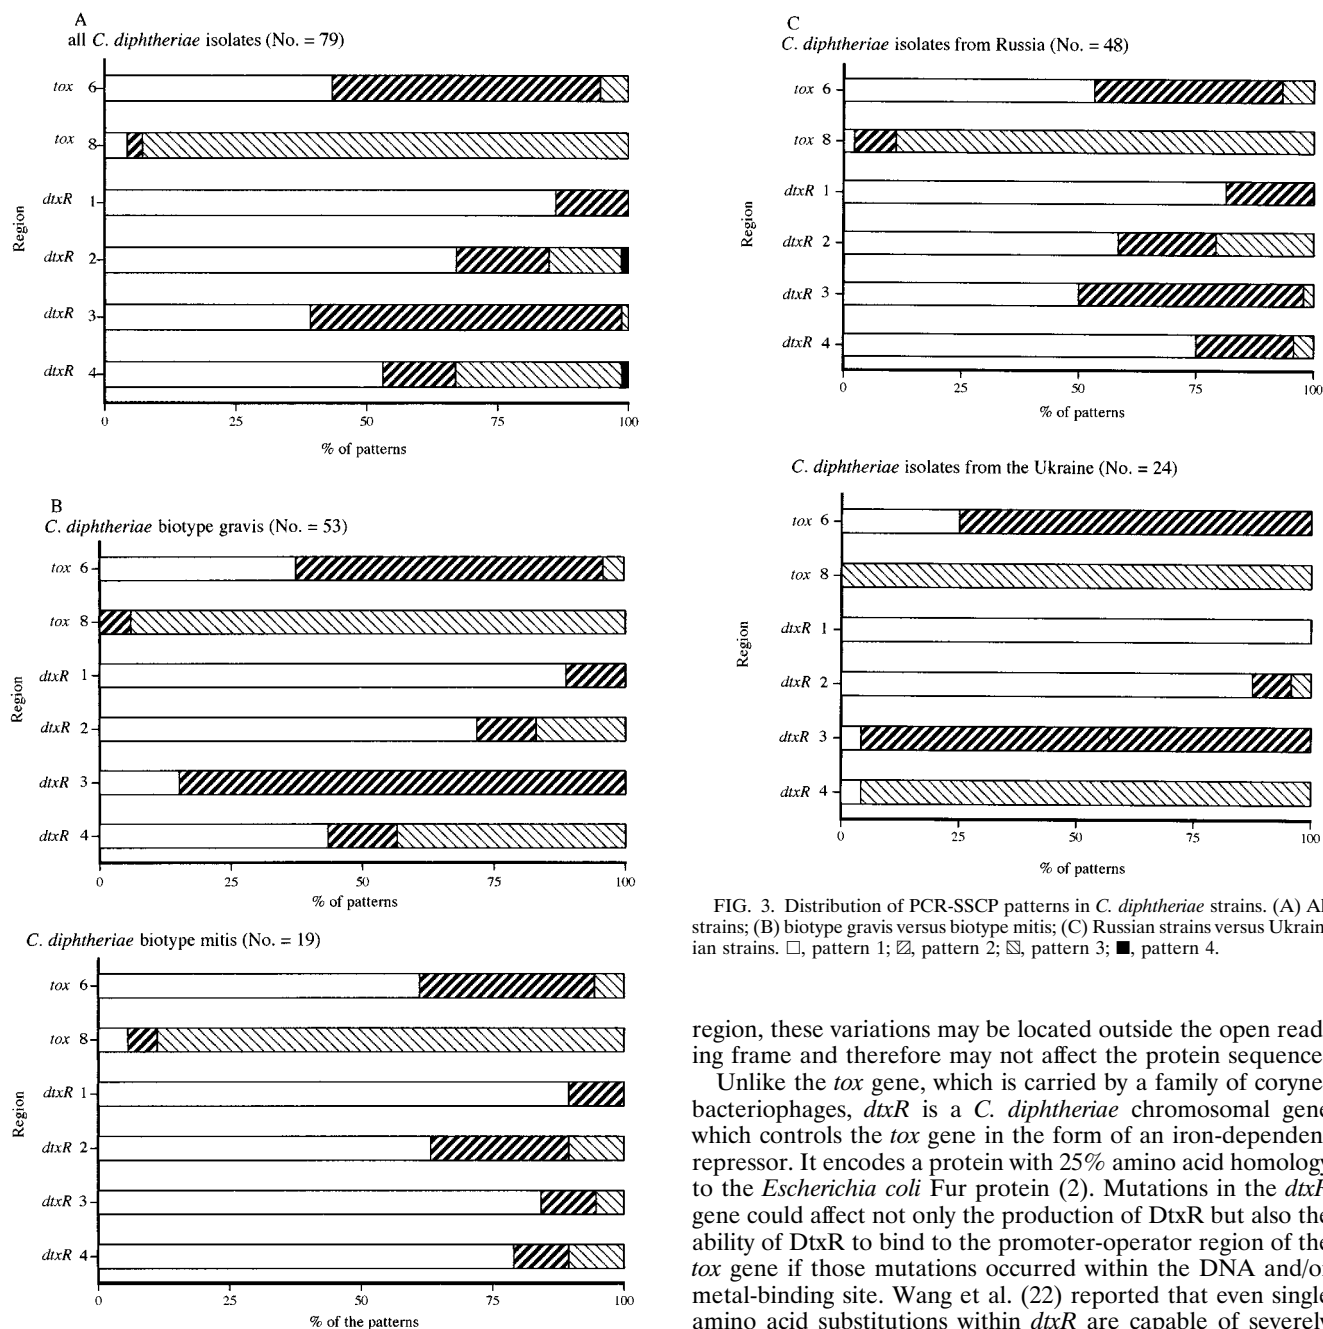 A
all C. diphtheriae isolates (No. = 79)
Region
tox 6
tox 8
dtxR 1
dtxR 2
dtxR 3
dtxR 4
0 25 50 75 100
% of patterns
B
C. diphtheriae biotype gravis (No. = 53)
Region
tox 6
tox 8
dtxR 1
dtxR 2
dtxR 3
dtxR 4
0 25 50 75 100
% of patterns
C. diphtheriae biotype mitis (No. = 19)
Region
tox 6
tox 8
dtxR 1
dtxR 2
dtxR 3
dtxR 4
0 25 50 75 100
% of the patterns
C
C. diphtheriae isolates from Russia (No. = 48)
Region
tox 6
tox 8
dtxR 1
dtxR 2
dtxR 3
dtxR 4
0 25 50 75 100
% of patterns
C. diphtheriae isolates from the Ukraine (No. = 24)
Region
tox 6
tox 8
dtxR 1
dtxR 2
dtxR 3
dtxR 4
0 25 50 75 100
% of patterns
FIG. 3. Distribution of PCR-SSCP patterns in C. diphtheriae strains. (A) Al
strains; (B) biotype gravis versus biotype mitis; (C) Russian strains versus Ukrain
ian strains. □, pattern 1; ▨, pattern 2; ▧, pattern 3; ■, pattern 4.
region, these variations may be located outside the open read
ing frame and therefore may not affect the protein sequence
Unlike the tox gene, which is carried by a family of coryne
bacteriophages, dtxR is a C. diphtheriae chromosomal gene
which controls the tox gene in the form of an iron-dependen
repressor. It encodes a protein with 25% amino acid homology
to the Escherichia coli Fur protein (2). Mutations in the dtxR
gene could affect not only the production of DtxR but also the
ability of DtxR to bind to the promoter-operator region of the
tox gene if those mutations occurred within the DNA and/or
metal-binding site. Wang et al. (22) reported that even single
amino acid substitutions within dtxR are capable of severely